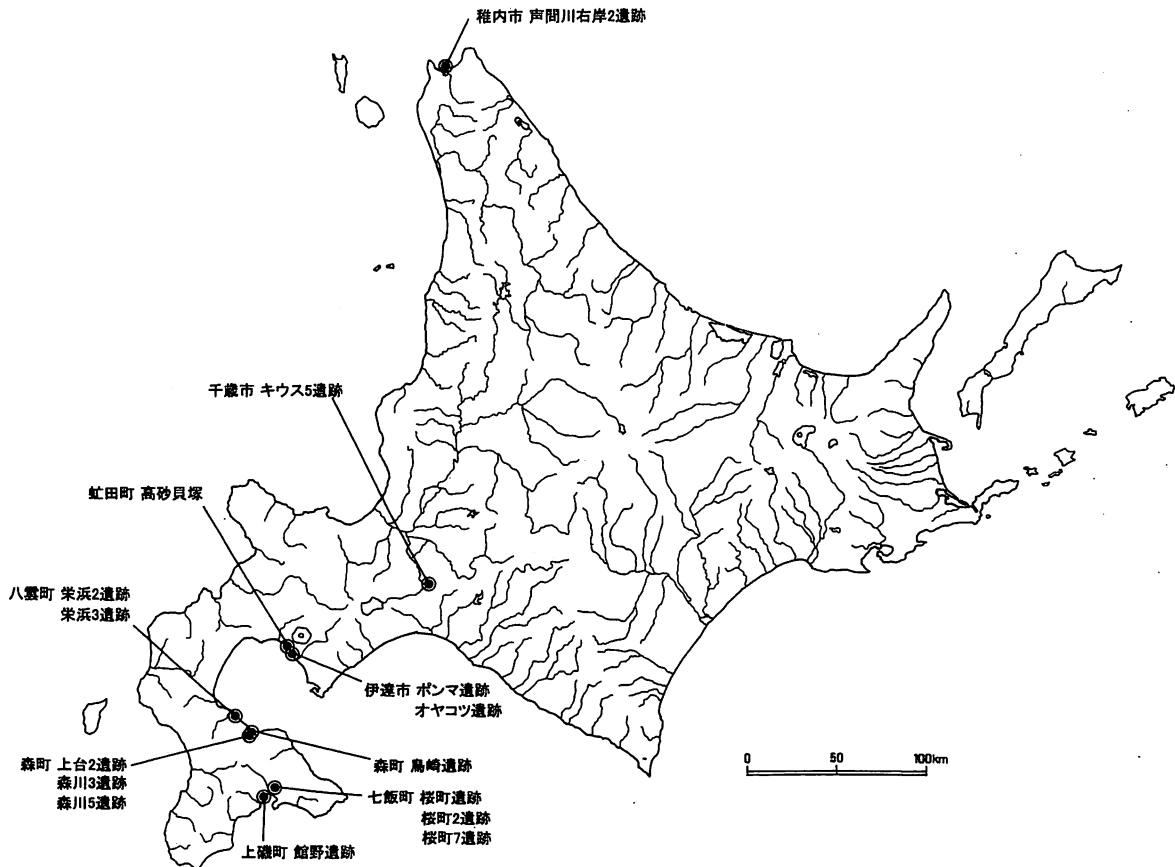 稚内市 声問川右岸2遺跡
千歳市 キウス5遺跡
虻田町 高砂貝塚
八雲町 栄浜2遺跡
栄浜3遺跡
伊達市 ポンマ遺跡
オヤコツ遺跡
森町 上台2遺跡
森川3遺跡
森川5遺跡
森町 鳥崎遺跡
七飯町 桜町遺跡
桜町2遺跡
桜町7遺跡
上磯町 館野遺跡
0 50 100km